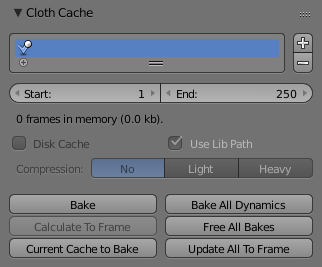 Cloth Cache
Start: 1 End: 250
0 frames in memory (0.0 kb).
Disk Cache Use Lib Path
Compression: No Light Heavy
Bake Bake All Dynamics
Calculate To Frame Free All Bakes
Current Cache to Bake Update All To Frame